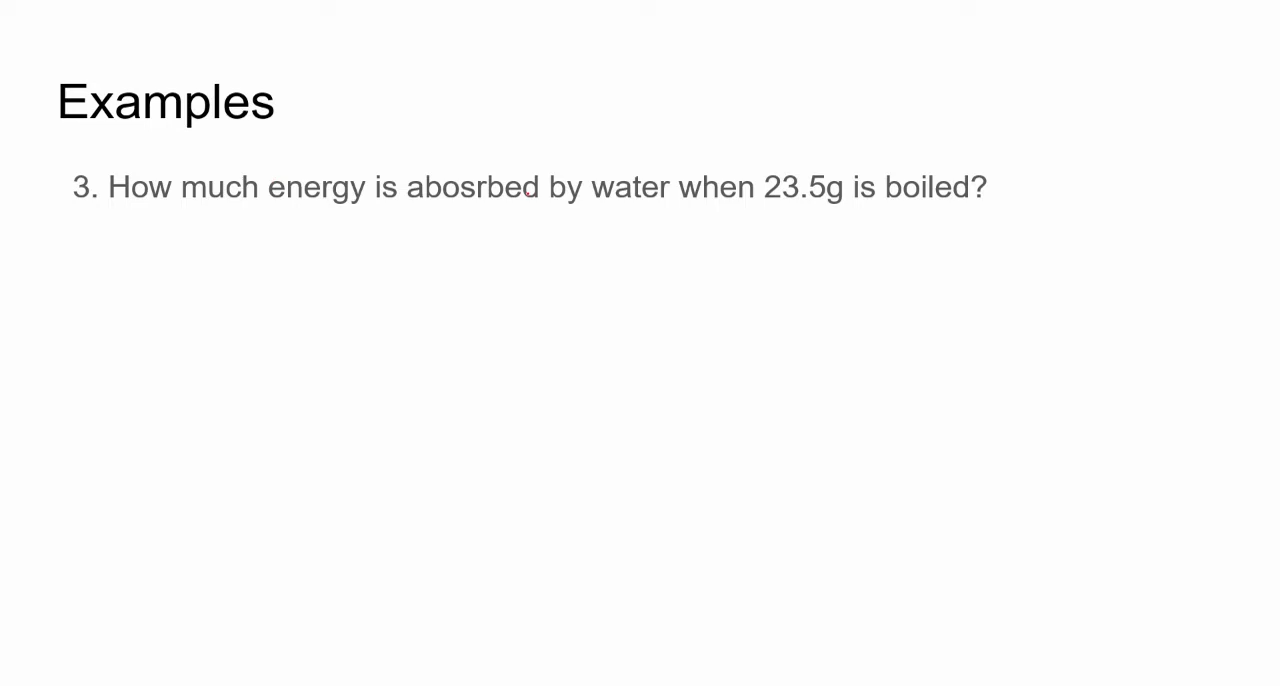 Examples
3. How much energy is abosrbed by water when 23.5g is boiled?